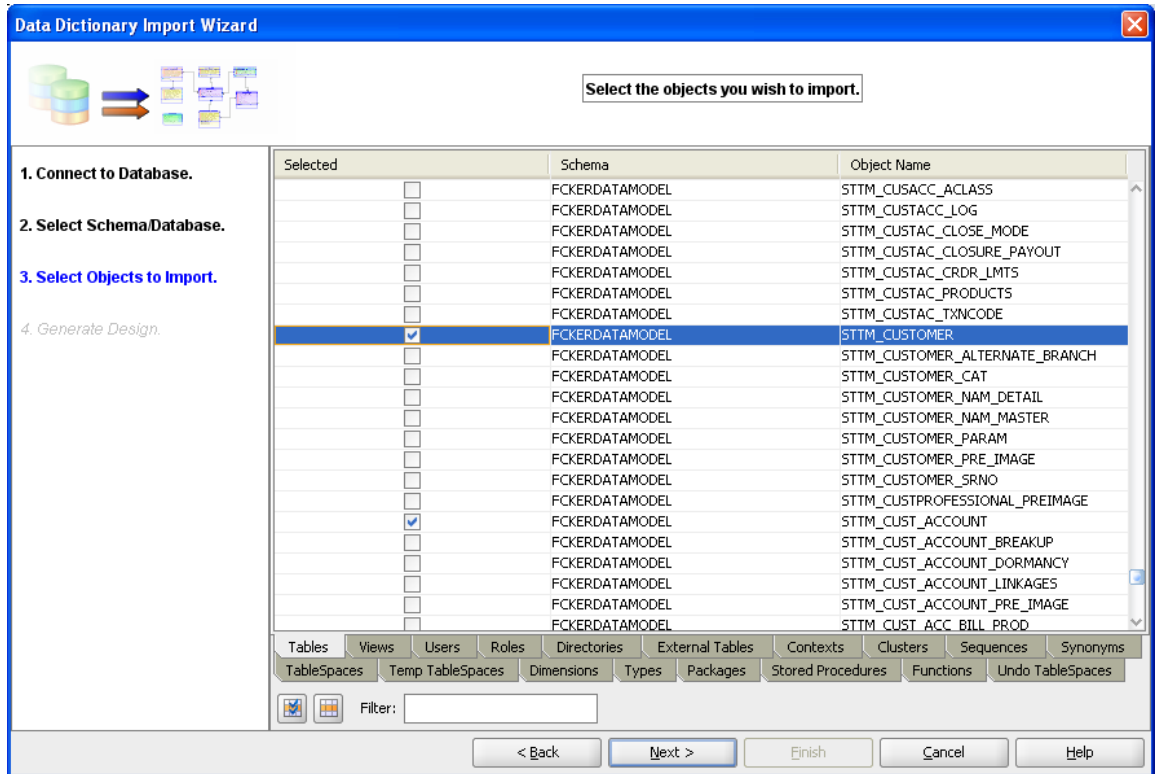 Data Dictionary Import Wizard
Select the objects you wish to import.
1. Connect to Database.
2. Select Schema/Database.
3. Select Objects to Import.
4. Generate Design.
Selected Schema Object Name
FCKERDATAMODEL STTM_CUSACC_ACLASS
FCKERDATAMODEL STTM_CUSTACC_LOG
FCKERDATAMODEL STTM_CUSTAC_CLOSE_MODE
FCKERDATAMODEL STTM_CUSTAC_CLOSURE_PAYOUT
FCKERDATAMODEL STTM_CUSTAC_CRDR_LMTS
FCKERDATAMODEL STTM_CUSTAC_PRODUCTS
FCKERDATAMODEL STTM_CUSTAC_TXNCODE
FCKERDATAMODEL STTM_CUSTOMER
FCKERDATAMODEL STTM_CUSTOMER_ALTERNATE_BRANCH
FCKERDATAMODEL STTM_CUSTOMER_CAT
FCKERDATAMODEL STTM_CUSTOMER_NAM_DETAIL
FCKERDATAMODEL STTM_CUSTOMER_NAM_MASTER
FCKERDATAMODEL STTM_CUSTOMER_PARAM
FCKERDATAMODEL STTM_CUSTOMER_PRE_IMAGE
FCKERDATAMODEL STTM_CUSTOMER_SRNO
FCKERDATAMODEL STTM_CUSTPROFESSIONAL_PREIMAGE
FCKERDATAMODEL STTM_CUST_ACCOUNT
FCKERDATAMODEL STTM_CUST_ACCOUNT_BREAKUP
FCKERDATAMODEL STTM_CUST_ACCOUNT_DORMANCY
FCKERDATAMODEL STTM_CUST_ACCOUNT_LINKAGES
FCKERDATAMODEL STTM_CUST_ACCOUNT_PRE_IMAGE
FCKERDATAMODEL STTM_CUST_ACC_BILL_PROD
Tables Views Users Roles Directories External Tables Contexts Clusters Sequences Synonyms
TableSpaces Temp TableSpaces Dimensions Types Packages Stored Procedures Functions Undo TableSpaces
Filter:
< Back Next > Finish Cancel Help